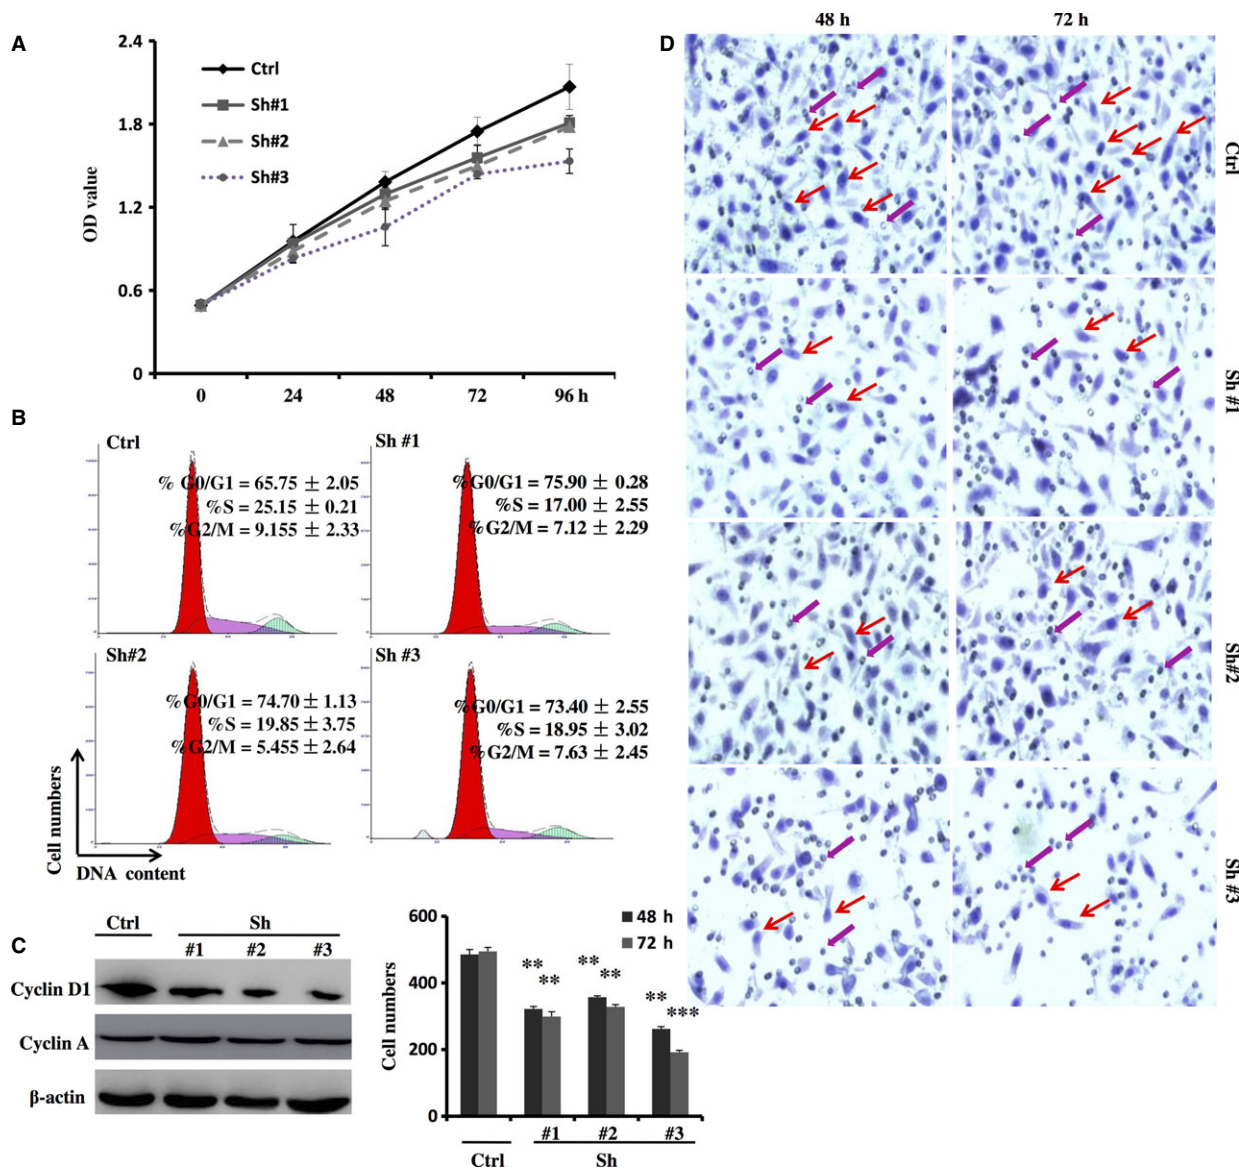 A
2.4
1.8
1.2
0.6
0
OD value
Ctrl
Sh#1
Sh#2
Sh#3
0 24 48 72 96 h
B
Ctrl
% G0/G1 = 65.75 ± 2.05
%S = 25.15 ± 0.21
%G2/M = 9.155 ± 2.33
Sh #1
%G0/G1 = 75.90 ± 0.28
%S = 17.00 ± 2.55
%G2/M = 7.12 ± 2.29
Sh#2
%G0/G1 = 74.70 ± 1.13
%S = 19.85 ± 3.75
%G2/M = 5.455 ± 2.64
Sh #3
%G0/G1 = 73.40 ± 2.55
%S = 18.95 ± 3.02
%G2/M = 7.63 ± 2.45
Cell numbers
DNA content
C
Ctrl Sh
#1 #2 #3
Cyclin D1
Cyclin A
β-actin
600
400
200
0
Cell numbers
48 h
72 h
** ** ** ** ** ***
#1 #2 #3
Ctrl Sh
D
48 h 72 h
Ctrl
Sh #1
Sh#2
Sh #3